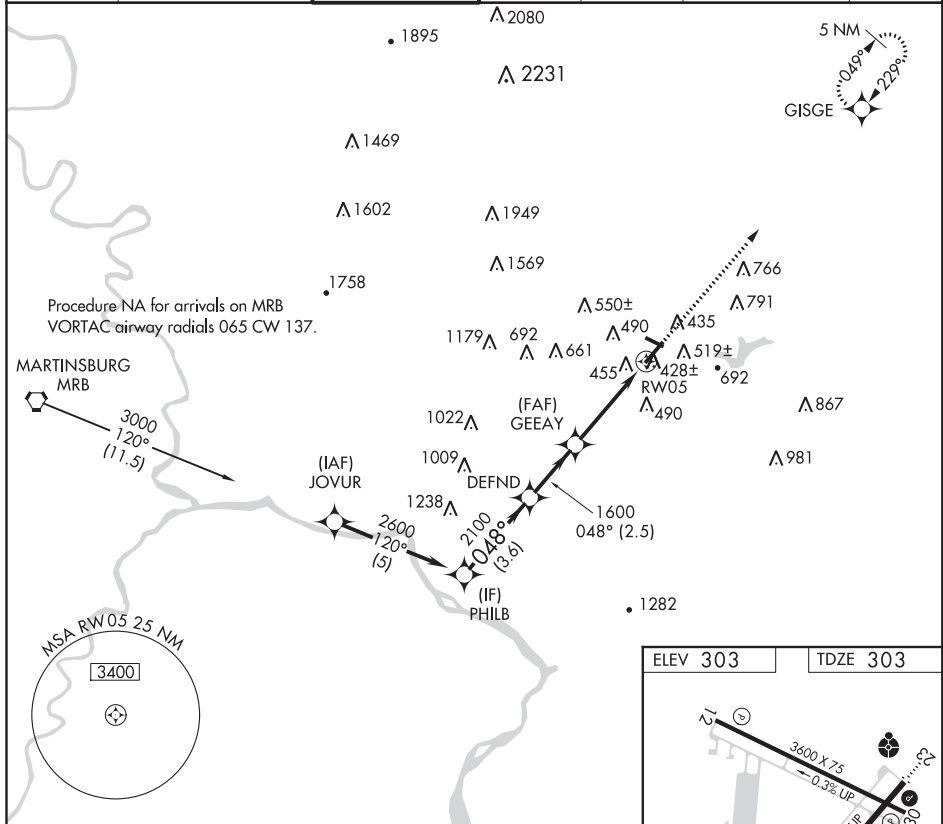 2080
1895
2231
5 NM
049°
229°
GISGE
1469
1602
1949
1569
1758
Procedure NA for arrivals on MRB
VORTAC airway radials 065 CW 137.
766
791
550±
490
435
1179
692
661
519±
455
428±
692
RW05
490
MARTINSBURG
MRB
3000
120°
(11.5)
(FAF)
GEEAY
1022
867
1009
981
(IAF)
JOVUR
DEFND
1238
2600
120°
(5)
2100
048°
(3.6)
1600
048° (2.5)
(IF)
PHILB
1282
MSA RW05 25 NM
3400
ELEV 303
TDZE 303
12
P
3600 X 75
0.3% UP
23
P
30
P
UP